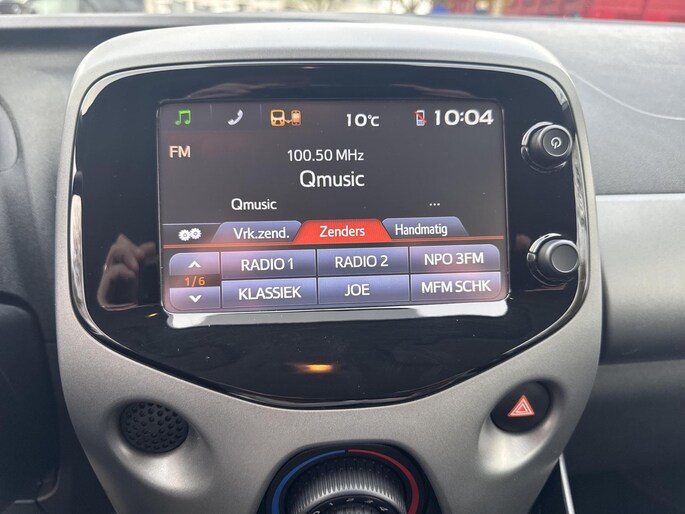 10°C 10:04
FM
100.50 MHz
Qmusic
Qmusic ...
Vrk.zend. Zenders Handmatig
RADIO 1 RADIO 2 NPO 3FM
1/6
KLASSIEK JOE MFM SCHK